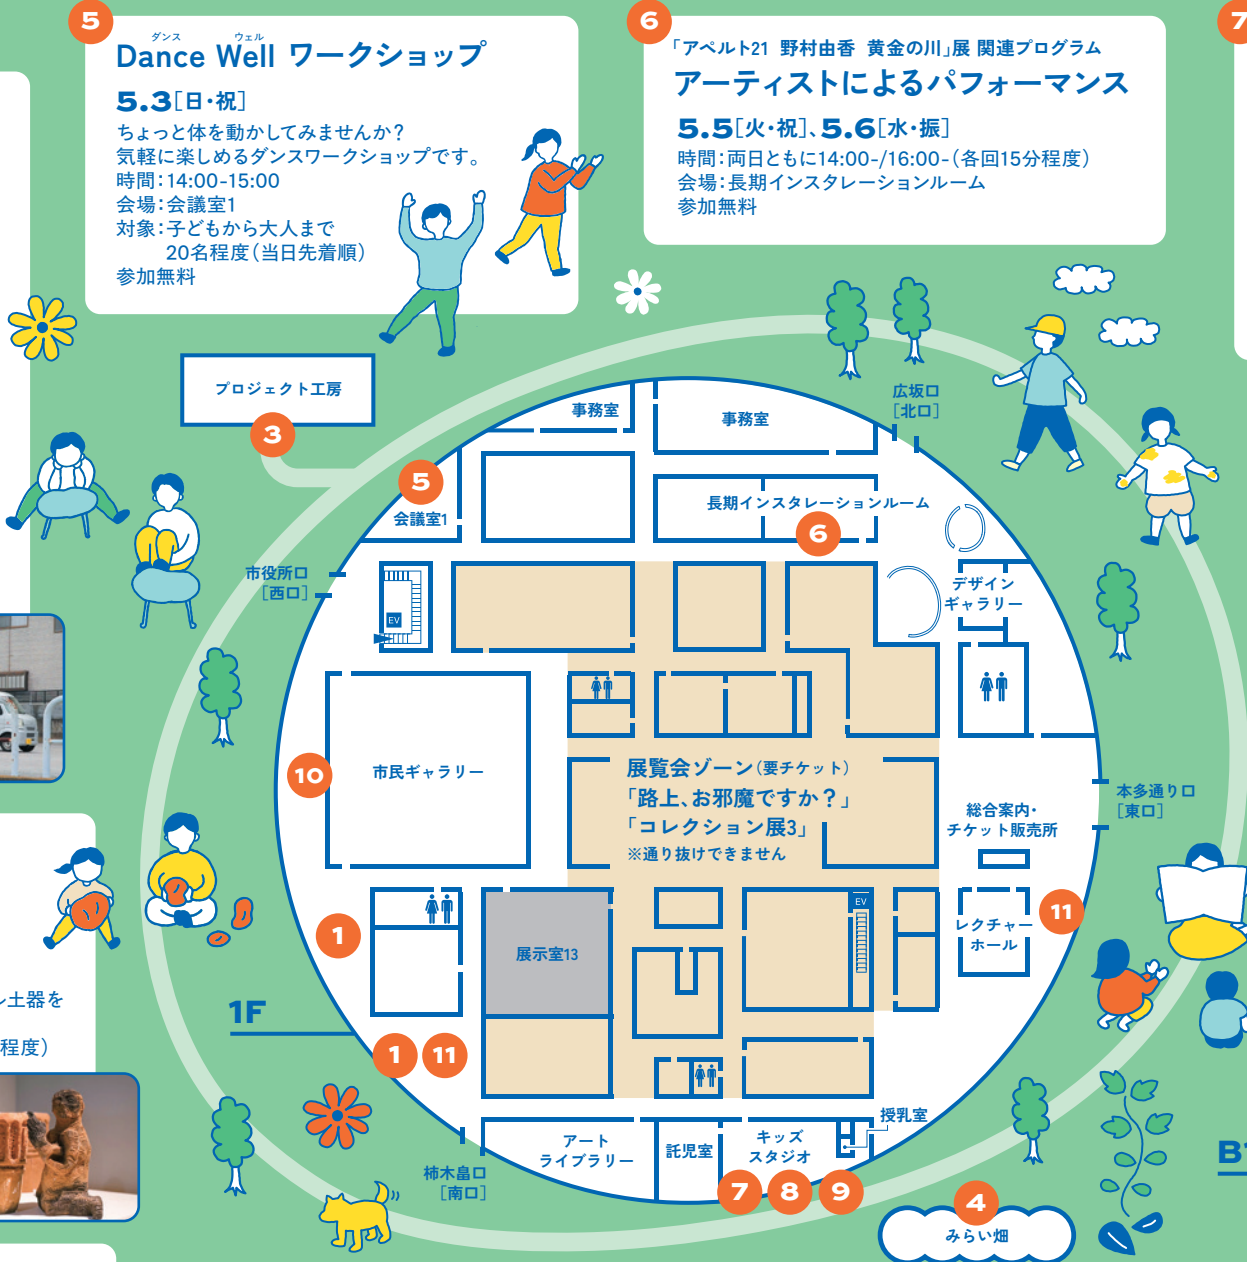 5
ダンス ウェル
Dance Well ワークショップ
5.3[日・祝]
ちょっと体を動かしてみませんか？
気軽に楽しめるダンスワークショップです。
時間：14:00-15:00
会場：会議室1
対象：子どもから大人まで
20名程度（当日先着順）
参加無料
6
「アペルト21 野村由香 黄金の川」展 関連プログラム
アーティストによるパフォーマンス
5.5[火・祝]、5.6[水・振]
時間：両日ともに14:00-/16:00-（各回15分程度）
会場：長期インスタレーションルーム
参加無料
7
プロジェクト工房
3
事務室
事務室
広坂口
[北口]
5
会議室1
長期インスタレーションルーム
6
市役所口
[西口]
EV
デザイン
ギャラリー
10
市民ギャラリー
展覧会ゾーン（要チケット）
「路上、お邪魔ですか？」
「コレクション展3」
※通り抜けできません
総合案内・
チケット販売所
本多通り口
[東口]
EV
1
展示室13
レクチャー
ホール
11
ル土器を
程度）
1F
1
11
アート
ライブラリー
託児室
キッズ
スタジオ
授乳室
柿木畠口
[南口]
7
8
9
4
みらい畑